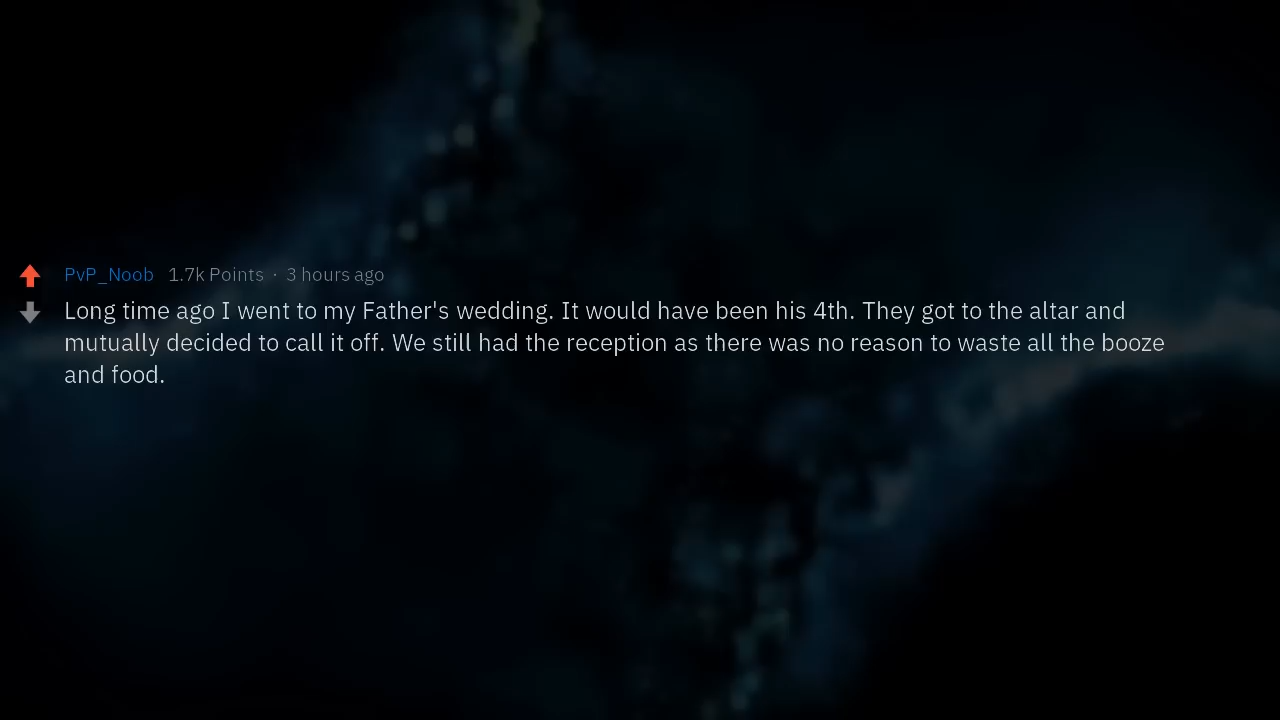 PvP_Noob 1.7k Points · 3 hours ago
Long time ago I went to my Father's wedding. It would have been his 4th. They got to the altar and
mutually decided to call it off. We still had the reception as there was no reason to waste all the booze
and food.